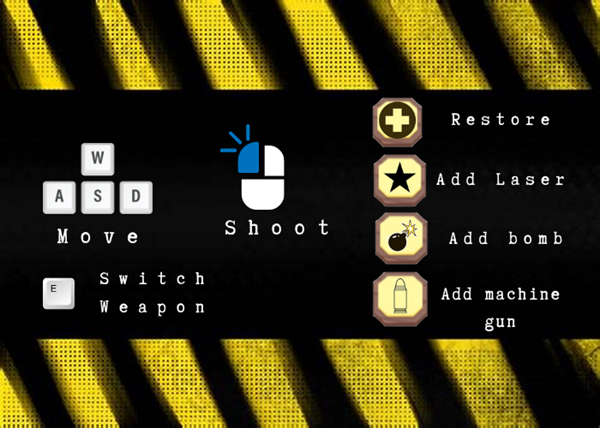 W
A S D
Move
E
Switch
Weapon
Shoot
Restore
Add Laser
Add bomb
Add machine
gun